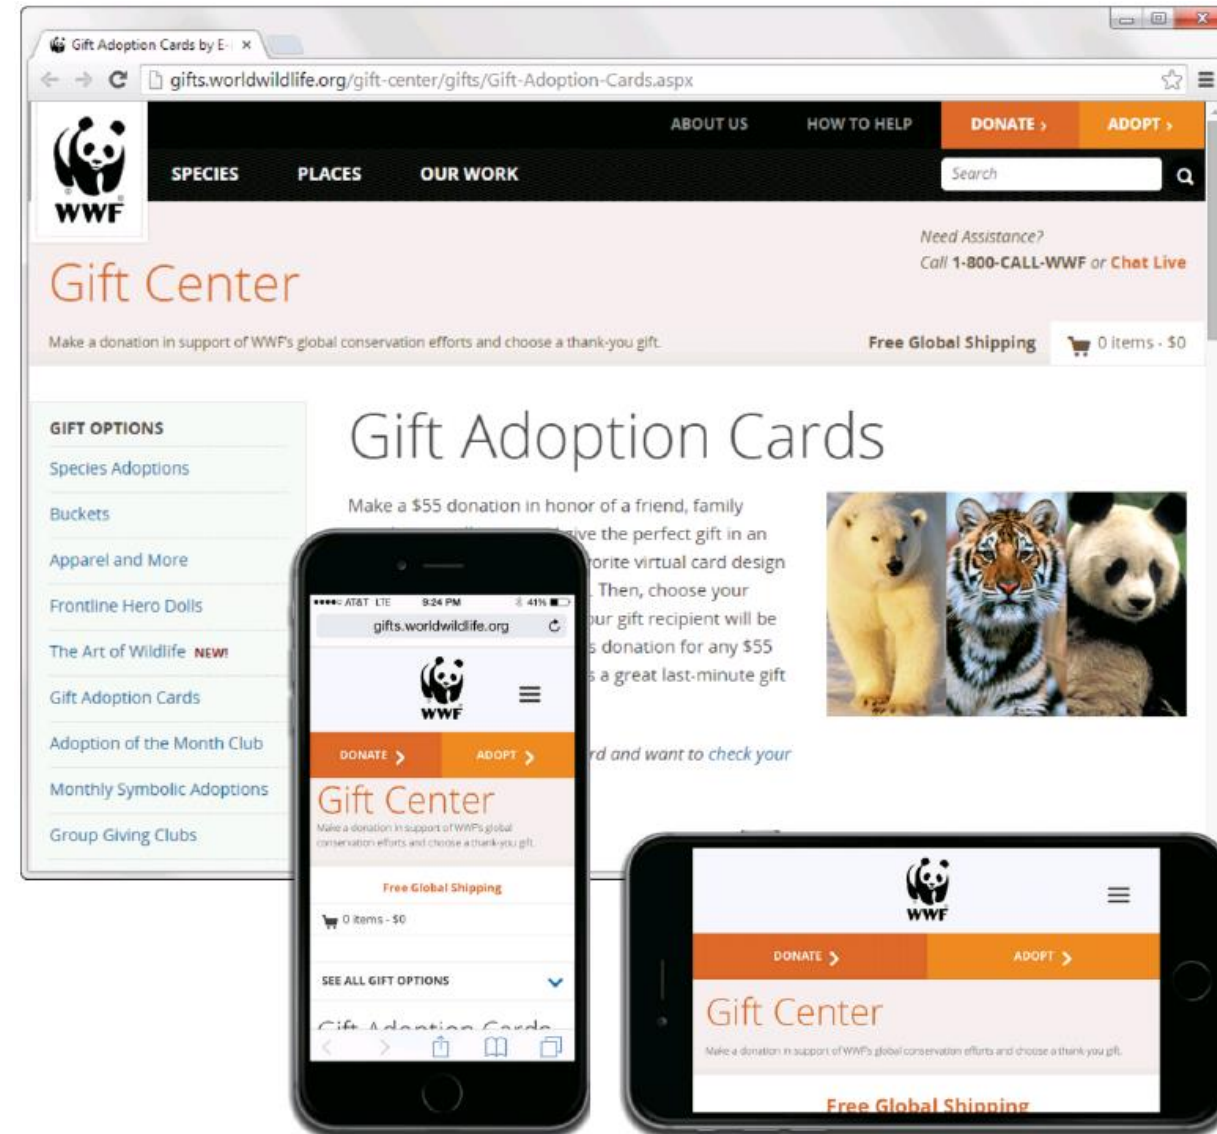 Gift Adoption Cards by E-
gifts.worldwildlife.org/gift-center/gifts/Gift-Adoption-Cards.aspx
ABOUT US HOW TO HELP DONATE > ADOPT >
WWF
SPECIES PLACES OUR WORK
Search
Need Assistance?
Call 1-800-CALL-WWF or Chat Live
Gift Center
Make a donation in support of WWF's global conservation efforts and choose a thank-you gift.
Free Global Shipping
0 items - $0
GIFT OPTIONS
Species Adoptions
Buckets
Apparel and More
Frontline Hero Dolls
The Art of Wildlife NEW!
Gift Adoption Cards
Adoption of the Month Club
Monthly Symbolic Adoptions
Group Giving Clubs
Gift Adoption Cards
Make a $55 donation in honor of a friend, family
ive the perfect gift in an
vorite virtual card design
. Then, choose your
our gift recipient will be
s donation for any $55
s a great last-minute gift
rd and want to check your
AT&T LTE 9:24 PM 41%
gifts.worldwildlife.org
WWF
DONATE > ADOPT >
Gift Center
Make a donation in support of WWF's global
conservation efforts and choose a thank-you gift.
Free Global Shipping
0 items - $0
SEE ALL GIFT OPTIONS
Gift Adoption Cards
WWF
DONATE > ADOPT >
Gift Center
Make a donation in support of WWF's global conservation efforts and choose a thank you gift.
Free Global Shipping